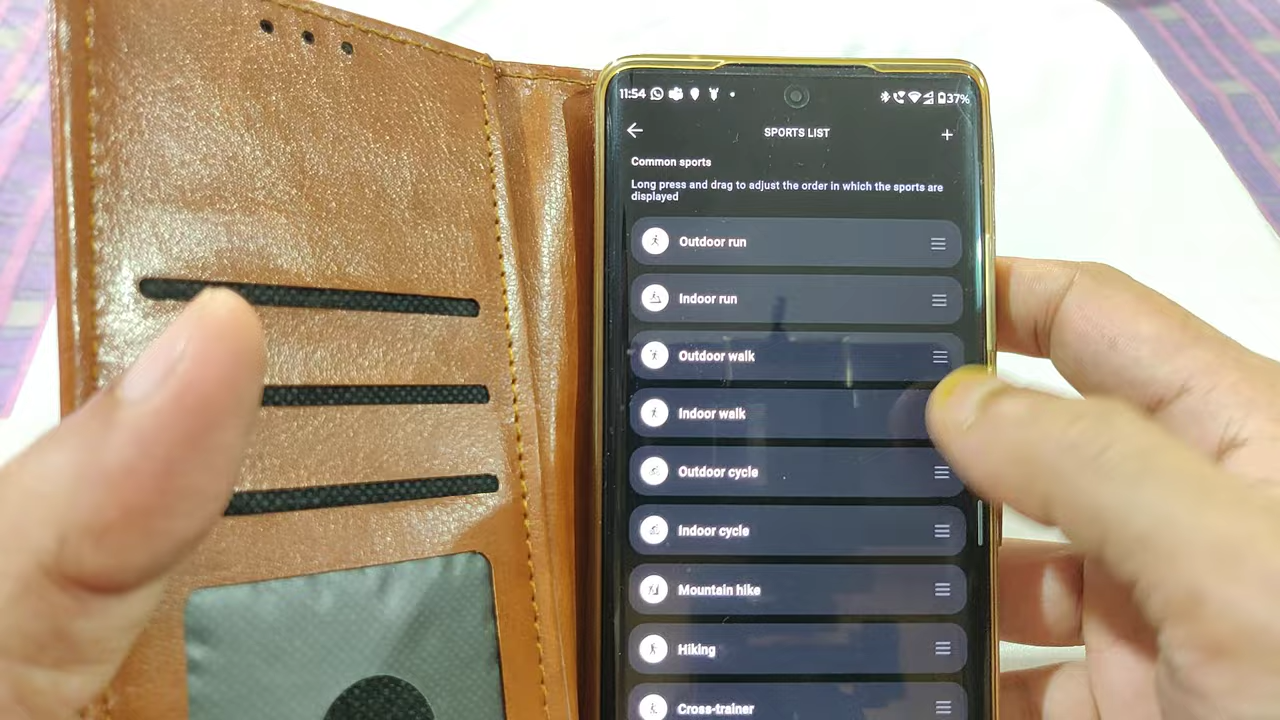 11:54 37%
SPORTS LIST +
Common sports
Long press and drag to adjust the order in which the sports are
displayed
Outdoor run
Indoor run
Outdoor walk
Indoor walk
Outdoor cycle
Indoor cycle
Mountain hike
Hiking
Cross-trainer